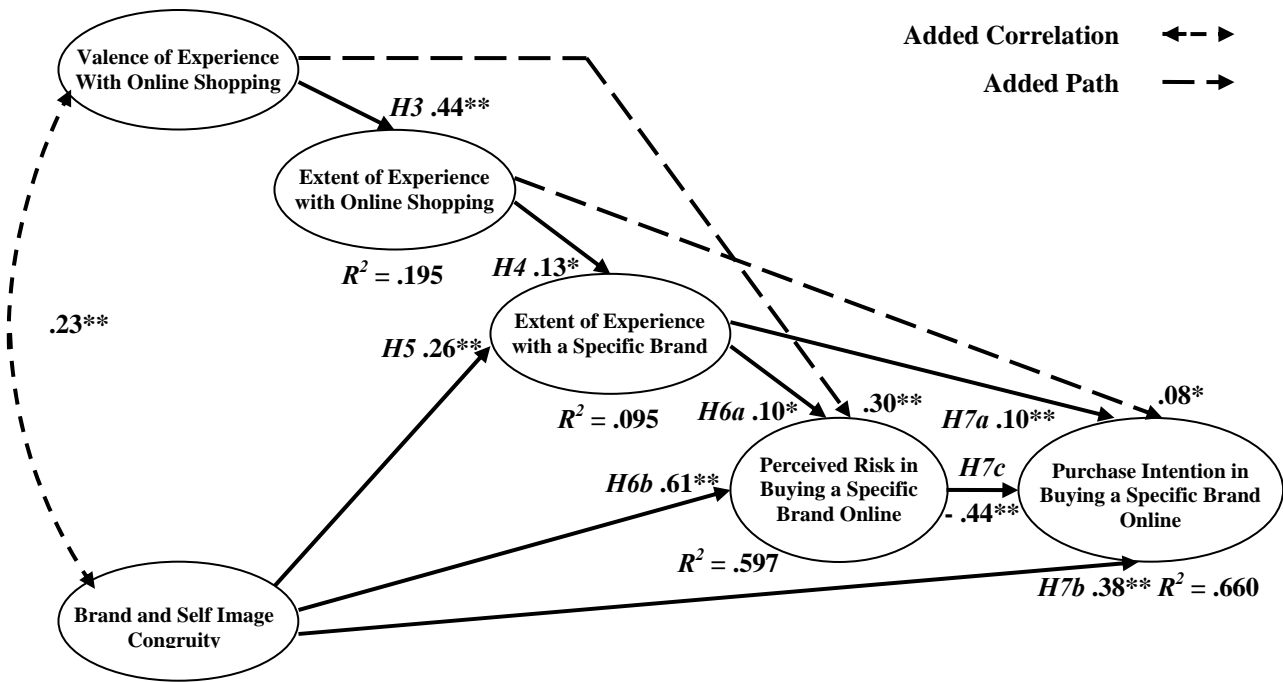 Added Correlation
Added Path
Valence of Experience
With Online Shopping
H3 .44**
Extent of Experience
with Online Shopping
R² = .195
H4 .13*
.23**
Extent of Experience
with a Specific Brand
H5 .26**
R² = .095
H6a .10*
.30**
H7a .10**
.08*
Perceived Risk in
Buying a Specific
Brand Online
H6b .61**
H7c
- .44**
Purchase Intention in
Buying a Specific Brand
Online
R² = .597
H7b .38** R² = .660
Brand and Self Image
Congruity